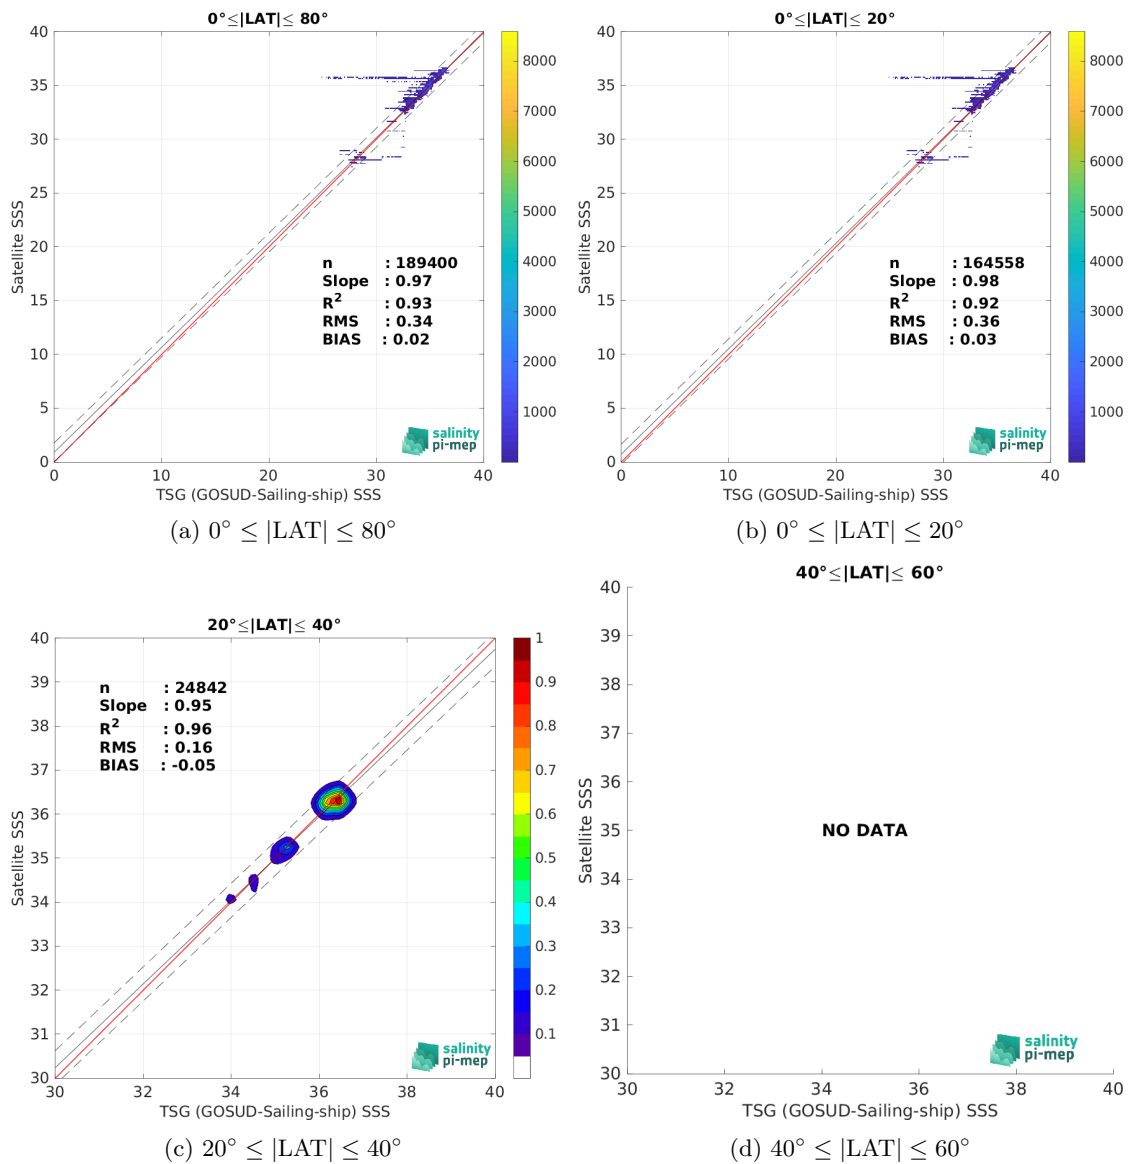 0°≤|LAT|≤ 80°
40
35
30
25
20
15
10
5
0
0
10
20
30
40
Satellite SSS
TSG (GOSUD-Sailing-ship) SSS
n : 189400
Slope : 0.97
R² : 0.93
RMS : 0.34
BIAS : 0.02
salinity
pi-mep
8000
7000
6000
5000
4000
3000
2000
1000
(a) 0° ≤ |LAT| ≤ 80°
0°≤|LAT|≤ 20°
40
35
30
25
20
15
10
5
0
0
10
20
30
40
Satellite SSS
TSG (GOSUD-Sailing-ship) SSS
n : 164558
Slope : 0.98
R² : 0.92
RMS : 0.36
BIAS : 0.03
salinity
pi-mep
8000
7000
6000
5000
4000
3000
2000
1000
(b) 0° ≤ |LAT| ≤ 20°
20°≤|LAT|≤ 40°
40
39
38
37
36
35
34
33
32
31
30
30
32
34
36
38
40
Satellite SSS
TSG (GOSUD-Sailing-ship) SSS
n : 24842
Slope : 0.95
R² : 0.96
RMS : 0.16
BIAS : -0.05
salinity
pi-mep
1
0.9
0.8
0.7
0.6
0.5
0.4
0.3
0.2
0.1
(c) 20° ≤ |LAT| ≤ 40°
40°≤|LAT|≤ 60°
40
39
38
37
36
35
34
33
32
31
30
30
32
34
36
38
40
Satellite SSS
TSG (GOSUD-Sailing-ship) SSS
NO DATA
salinity
pi-mep
(d) 40° ≤ |LAT| ≤ 60°